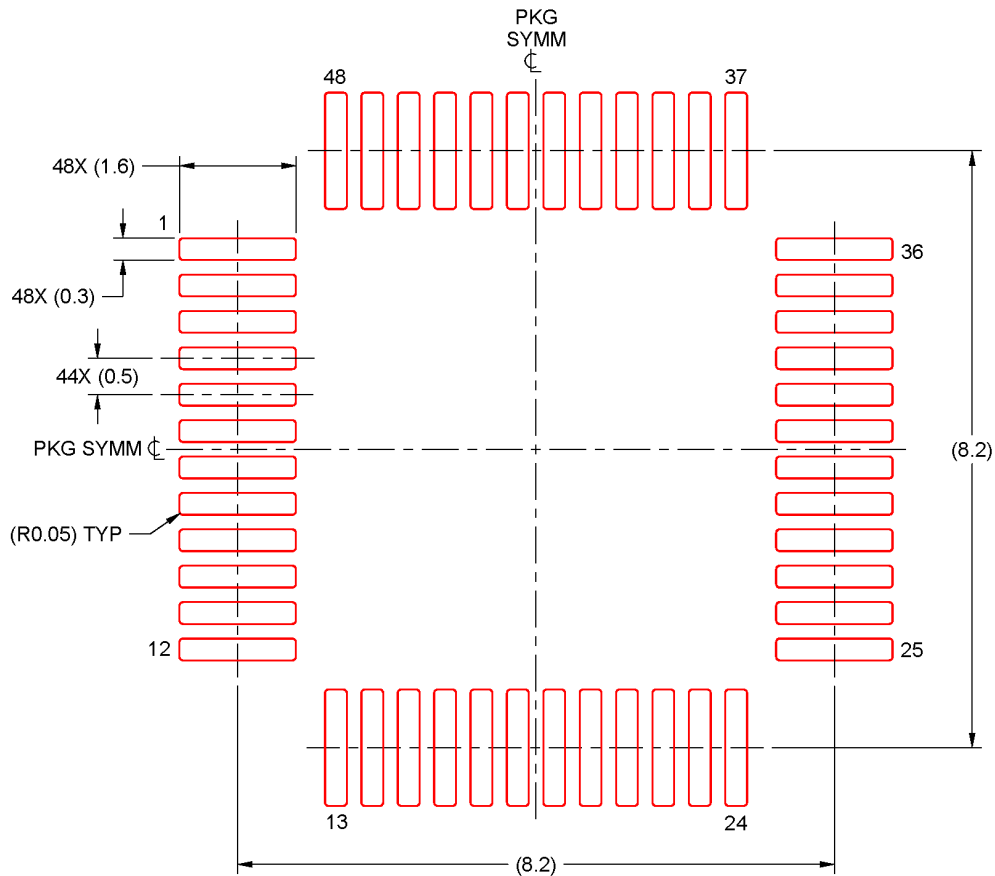 PKG
SYMM
℄
48
37
48X (1.6)
1
36
48X (0.3)
44X (0.5)
PKG SYMM ℄
(8.2)
(R0.05) TYP
12
25
13
24
(8.2)